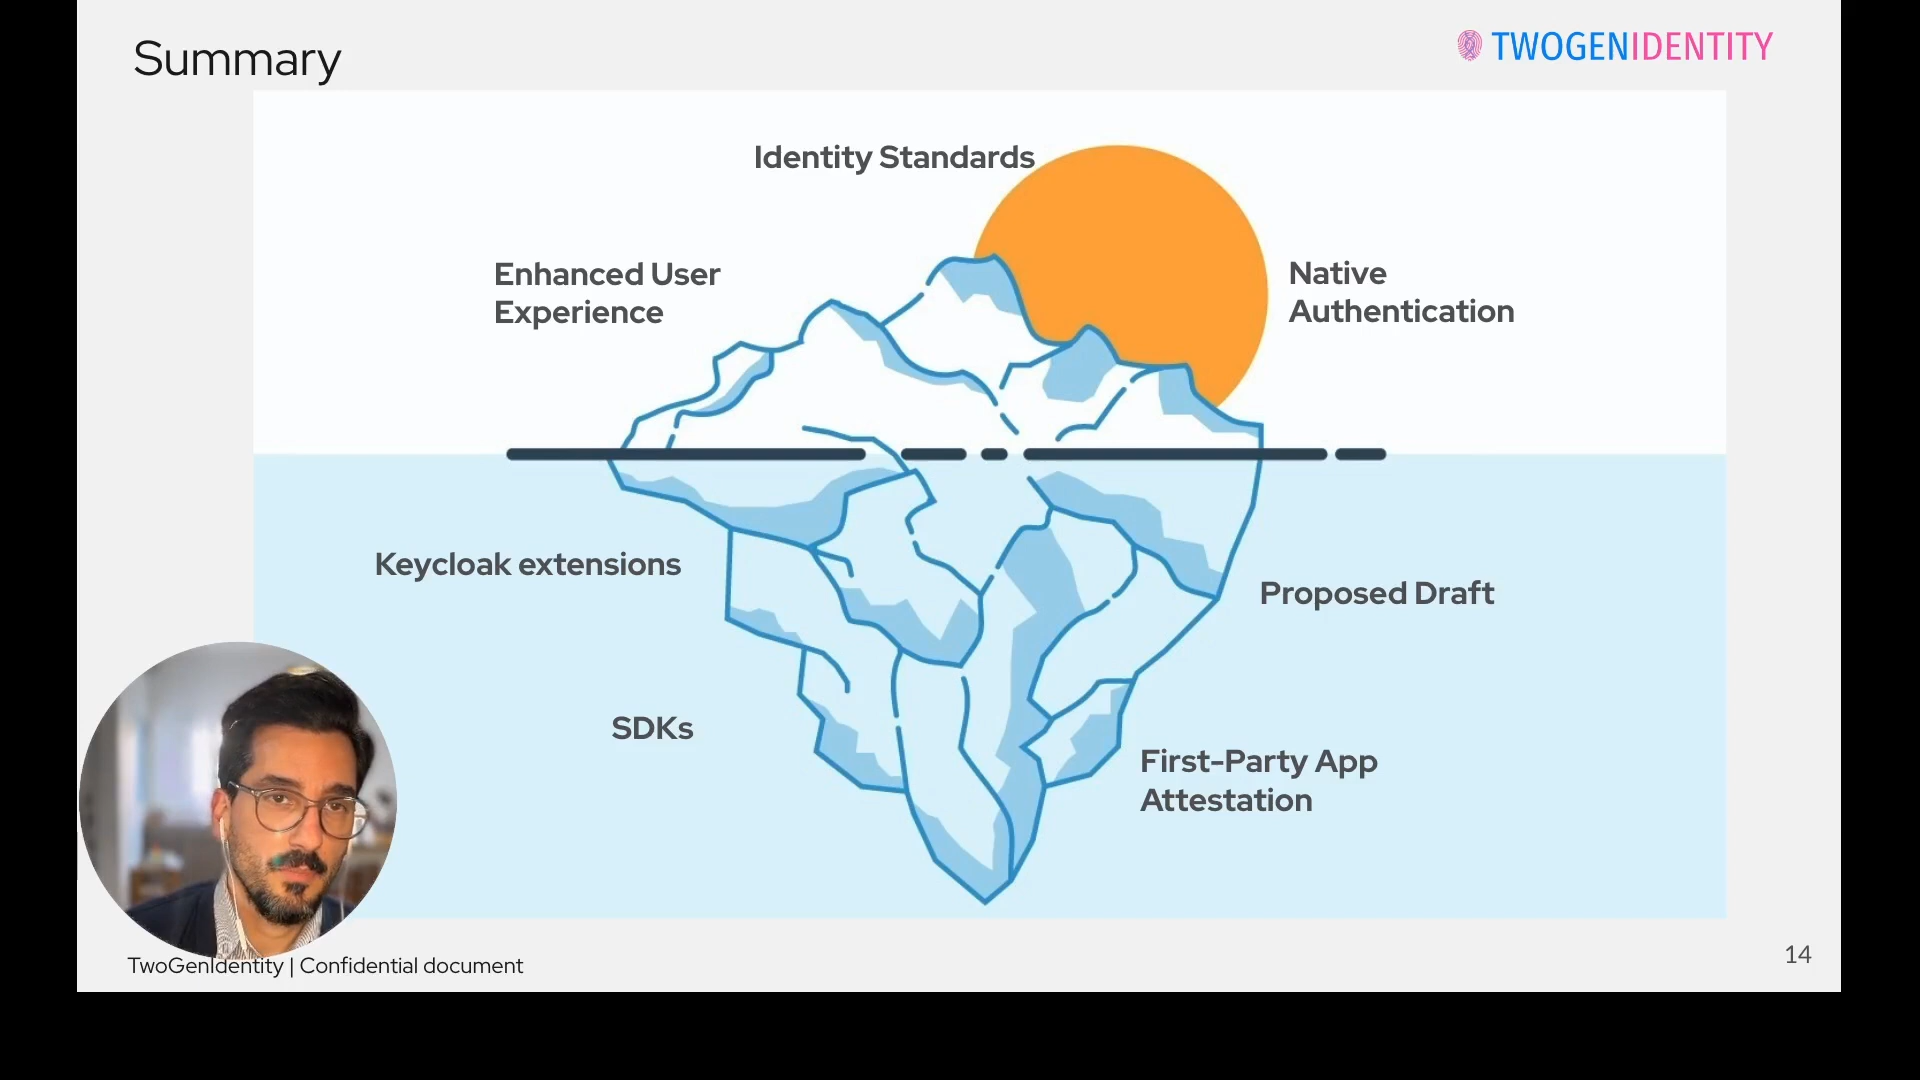 Summary
TWOGENIDENTITY
Identity Standards
Enhanced User
Experience
Native
Authentication
Keycloak extensions
Proposed Draft
SDKs
First-Party App
Attestation
TwoGenIdentity | Confidential document
14